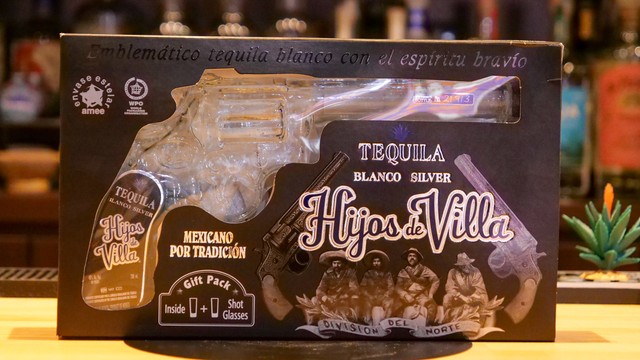 Emblemático tequila blanco con el espíritu bravío
envase estelar
amee
WPO
TEQUILA
BLANCO SILVER
Hijos de Villa
TEQUILA
BLANCO SILVER
Hijos
de Villa
MEXICANO
POR TRADICIÓN
Gift Pack
Inside + Shot
Glasses
DIVISIÓN DEL NORTE